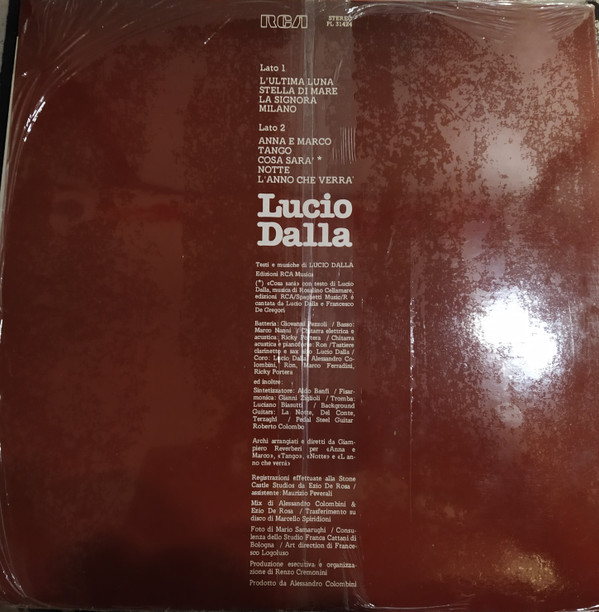 RCA
STEREO
PL 31424
Lato 1
L'ULTIMA LUNA
STELLA DI MARE
LA SIGNORA
MILANO
Lato 2
ANNA E MARCO
TANGO
COSA SARA' *
NOTTE
L'ANNO CHE VERRA'
Lucio
Dalla
Testi e musiche di LUCIO DALLA
Edizioni RCA Musica
(*) «Cosa sarà» con testo di Lucio
Dalla, musica di Rosalino Cellamare,
edizioni RCA/Spaghetti Music/R è
cantata da Lucio Dalla e Francesco
De Gregori
Batteria: Giovanni Pezzoli / Basso:
Marco Nanni / Chitarra elettrica e
acustica: Ricky Portera / Chitarra
acustica e pianoforte: Ron /Tastiere
clarinetto e sax alto Lucio Dalla /
Coro: Lucio Dalla, Alessandro Co-
lombini, Ron, Marco Ferradini,
Ricky Portera
ed inoltre:
Sintetizzatore: Aldo Banfi / Fisar-
monica: Gianni Zilioli / Tromba:
Luciano Biasutti / Background
Guitars: La Notte, Del Conte,
Terzaghi / Pedal Steel Guitar
Roberto Colombo
Archi arrangiati e diretti da Giam-
piero Reverberi per «Anna e
Marco», «Tango», «Notte» e «L'an-
no che verrà»
Registrazioni effettuate alla Stone
Castle Studios da Ezio De Rosa /
assistente: Maurizio Peverali
Mix di Alessandro Colombini &
Ezio De Rosa / Trasferimento su
disco di Marcello Spiridioni
Foto di Mario Samarughi / Consu-
lenza dello Studio Franca Cattani di
Bologna / Art direction di France-
sco Logoluso
Produzione esecutiva e organizza-
zione di Renzo Cremonini
Prodotto da Alessandro Colombini